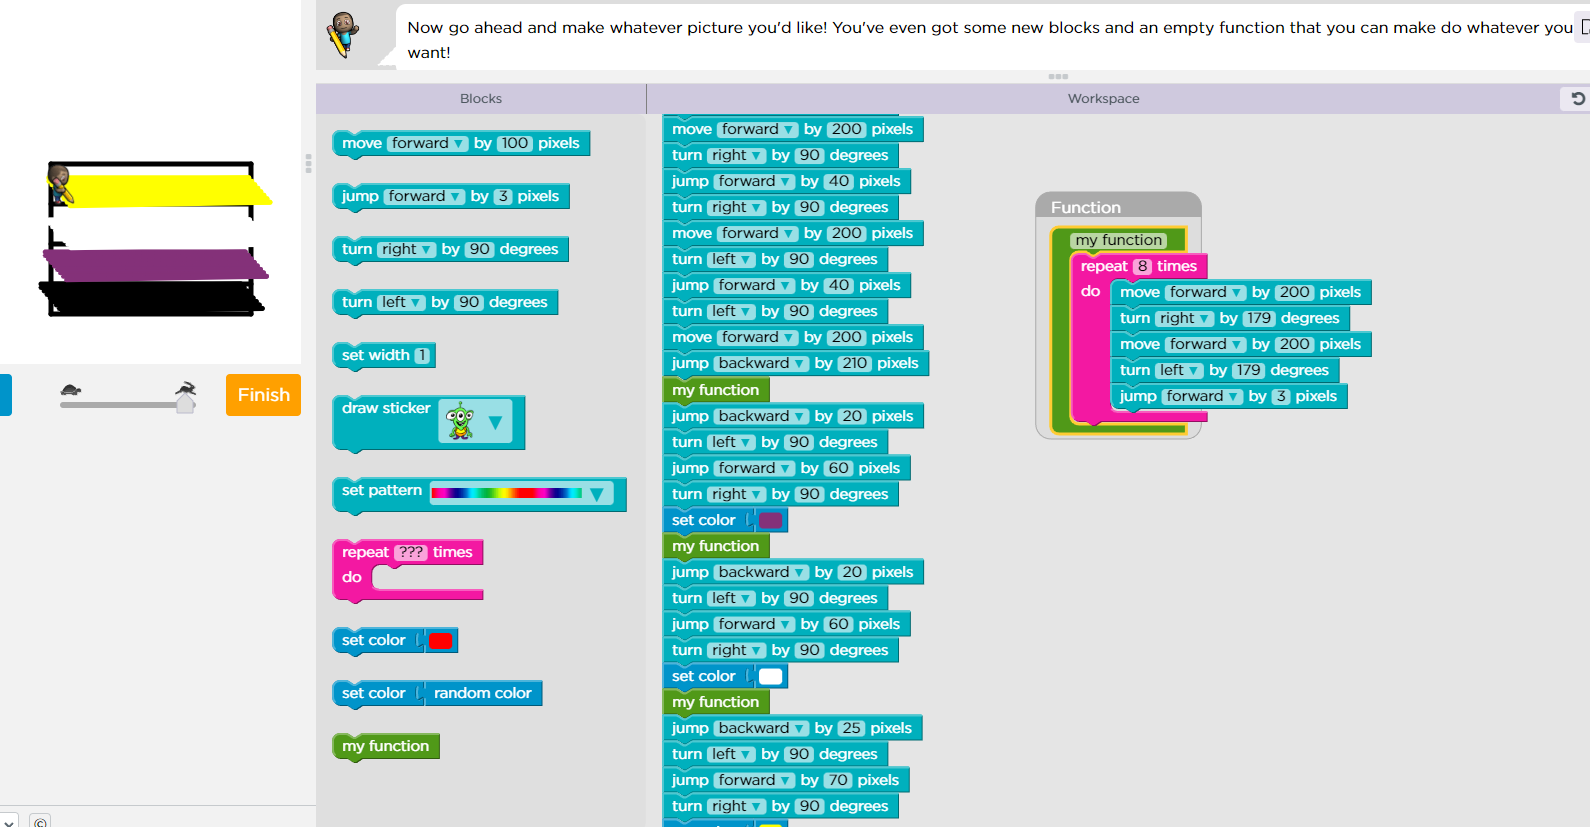 Now go ahead and make whatever picture you'd like! You've even got some new blocks and an empty function that you can make do whatever you
want!
Blocks
Workspace
move forward ▼ by 100 pixels
jump forward ▼ by 3 pixels
turn right ▼ by 90 degrees
turn left ▼ by 90 degrees
set width 1
draw sticker ▼
set pattern ▼
repeat ??? times
do
set color
set color random color
my function
Finish
move forward ▼ by 200 pixels
turn right ▼ by 90 degrees
jump forward ▼ by 40 pixels
turn right ▼ by 90 degrees
move forward ▼ by 200 pixels
turn left ▼ by 90 degrees
jump forward ▼ by 40 pixels
turn left ▼ by 90 degrees
move forward ▼ by 200 pixels
jump backward ▼ by 210 pixels
my function
jump backward ▼ by 20 pixels
turn left ▼ by 90 degrees
jump forward ▼ by 60 pixels
turn right ▼ by 90 degrees
set color
my function
jump backward ▼ by 20 pixels
turn left ▼ by 90 degrees
jump forward ▼ by 60 pixels
turn right ▼ by 90 degrees
set color
my function
jump backward ▼ by 25 pixels
turn left ▼ by 90 degrees
jump forward ▼ by 70 pixels
turn right ▼ by 90 degrees
Function
my function
repeat 8 times
do move forward ▼ by 200 pixels
turn right ▼ by 179 degrees
move forward ▼ by 200 pixels
turn left ▼ by 179 degrees
jump forward ▼ by 3 pixels
©